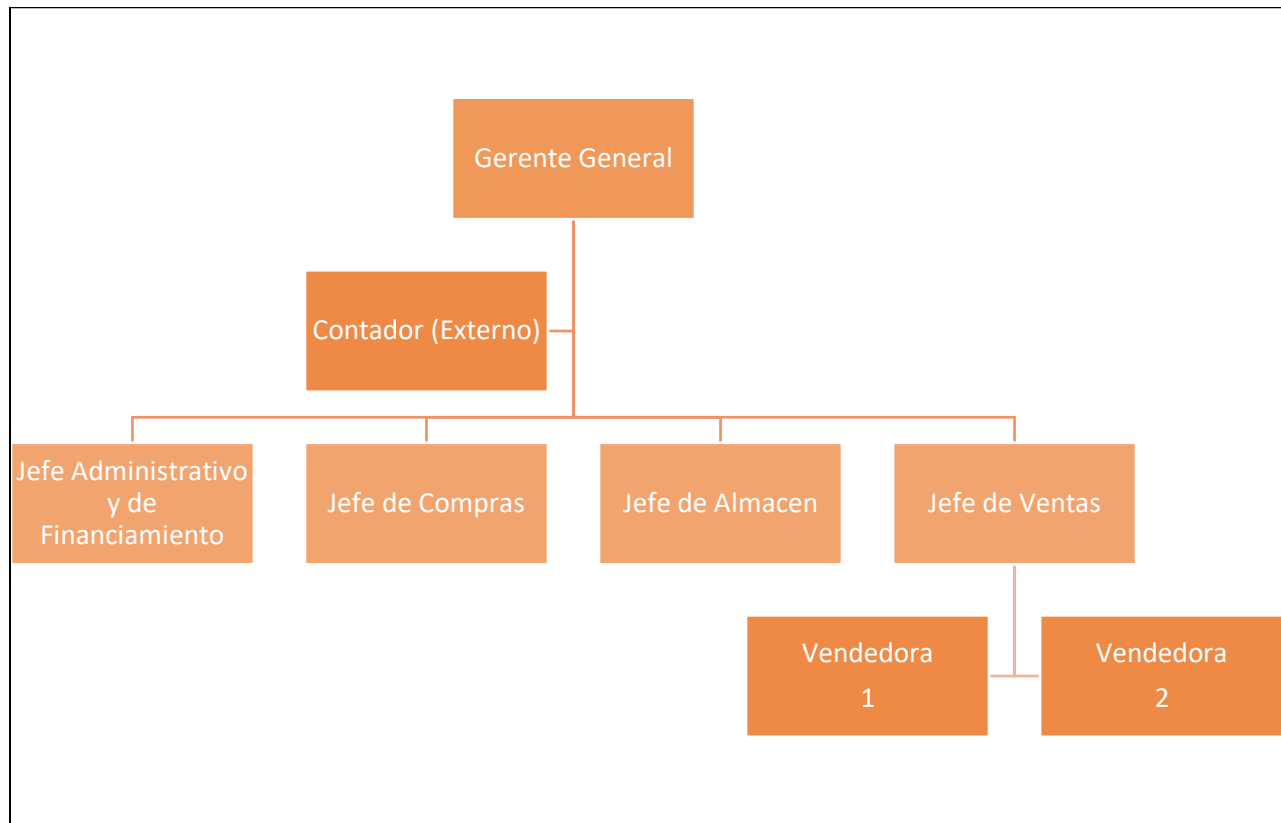 Gerente General
Contador (Externo)
Jefe Administrativo
y de
Financiamiento
Jefe de Compras
Jefe de Almacen
Jefe de Ventas
Vendedora
1
Vendedora
2